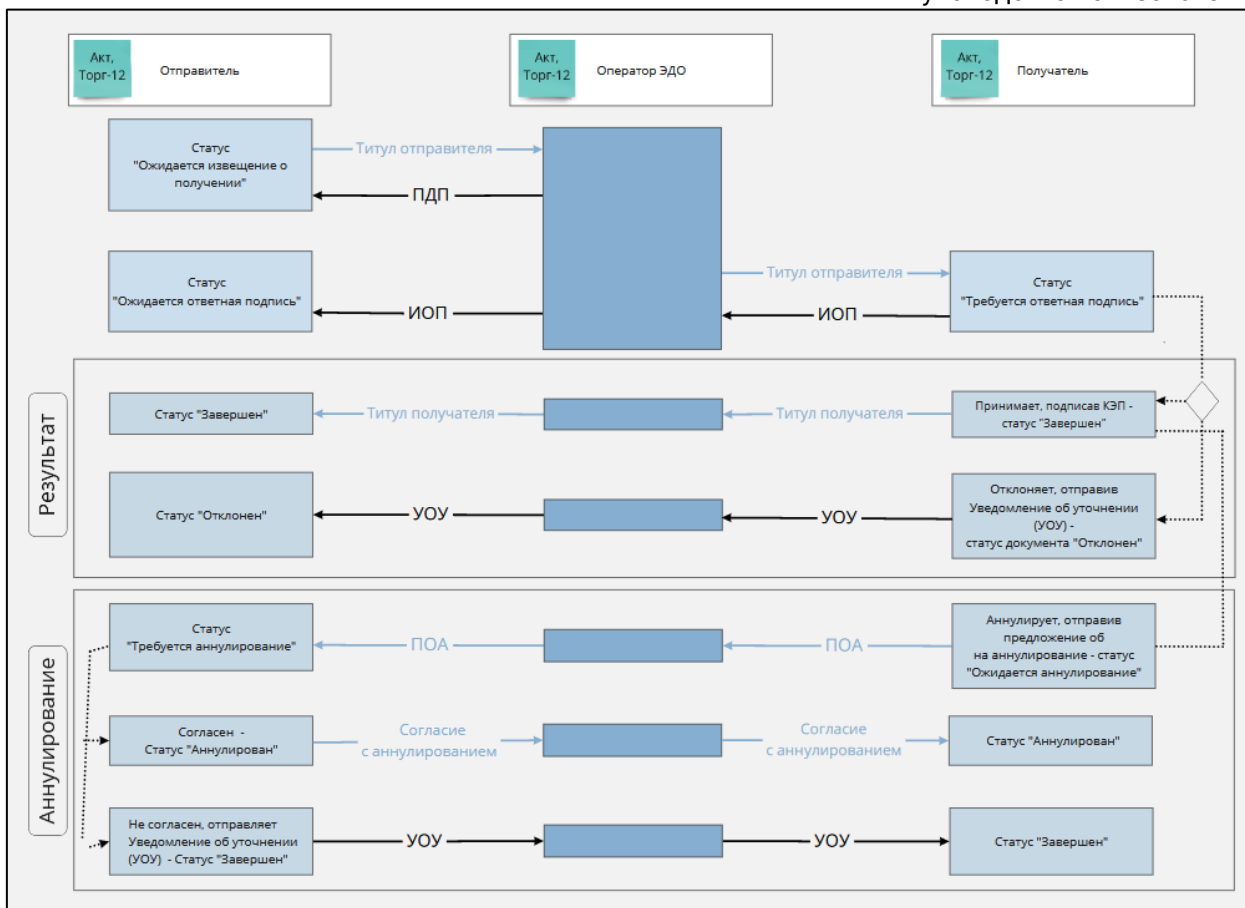 Акт,
Торг-12
Отправитель
Акт,
Торг-12
Оператор ЭДО
Акт,
Торг-12
Получатель
Статус
"Ожидается извещение о
получении"
Титул отправителя
ПДП
Статус
"Ожидается ответная подпись"
Титул отправителя
Статус
"Требуется ответная подпись"
ИОП
ИОП
Результат
Статус "Завершен"
Титул получателя
Титул получателя
Принимает, подписав КЭП -
статус "Завершен"
Статус "Отклонен"
УОУ
УОУ
Отклоняет, отправив
Уведомление об уточнении
(УОУ) -
статус документа "Отклонен"
Аннулирование
Статус
"Требуется аннулирование"
ПОА
ПОА
Аннулирует, отправив
предложение об
на аннулирование - статус
"Ожидается аннулирование"
Согласен -
Статус "Аннулирован"
Согласие
с аннулированием
Согласие
с аннулированием
Статус "Аннулирован"
Не согласен, отправляет
Уведомление об уточнении
(УОУ) - Статус "Завершен"
УОУ
УОУ
Статус "Завершен"